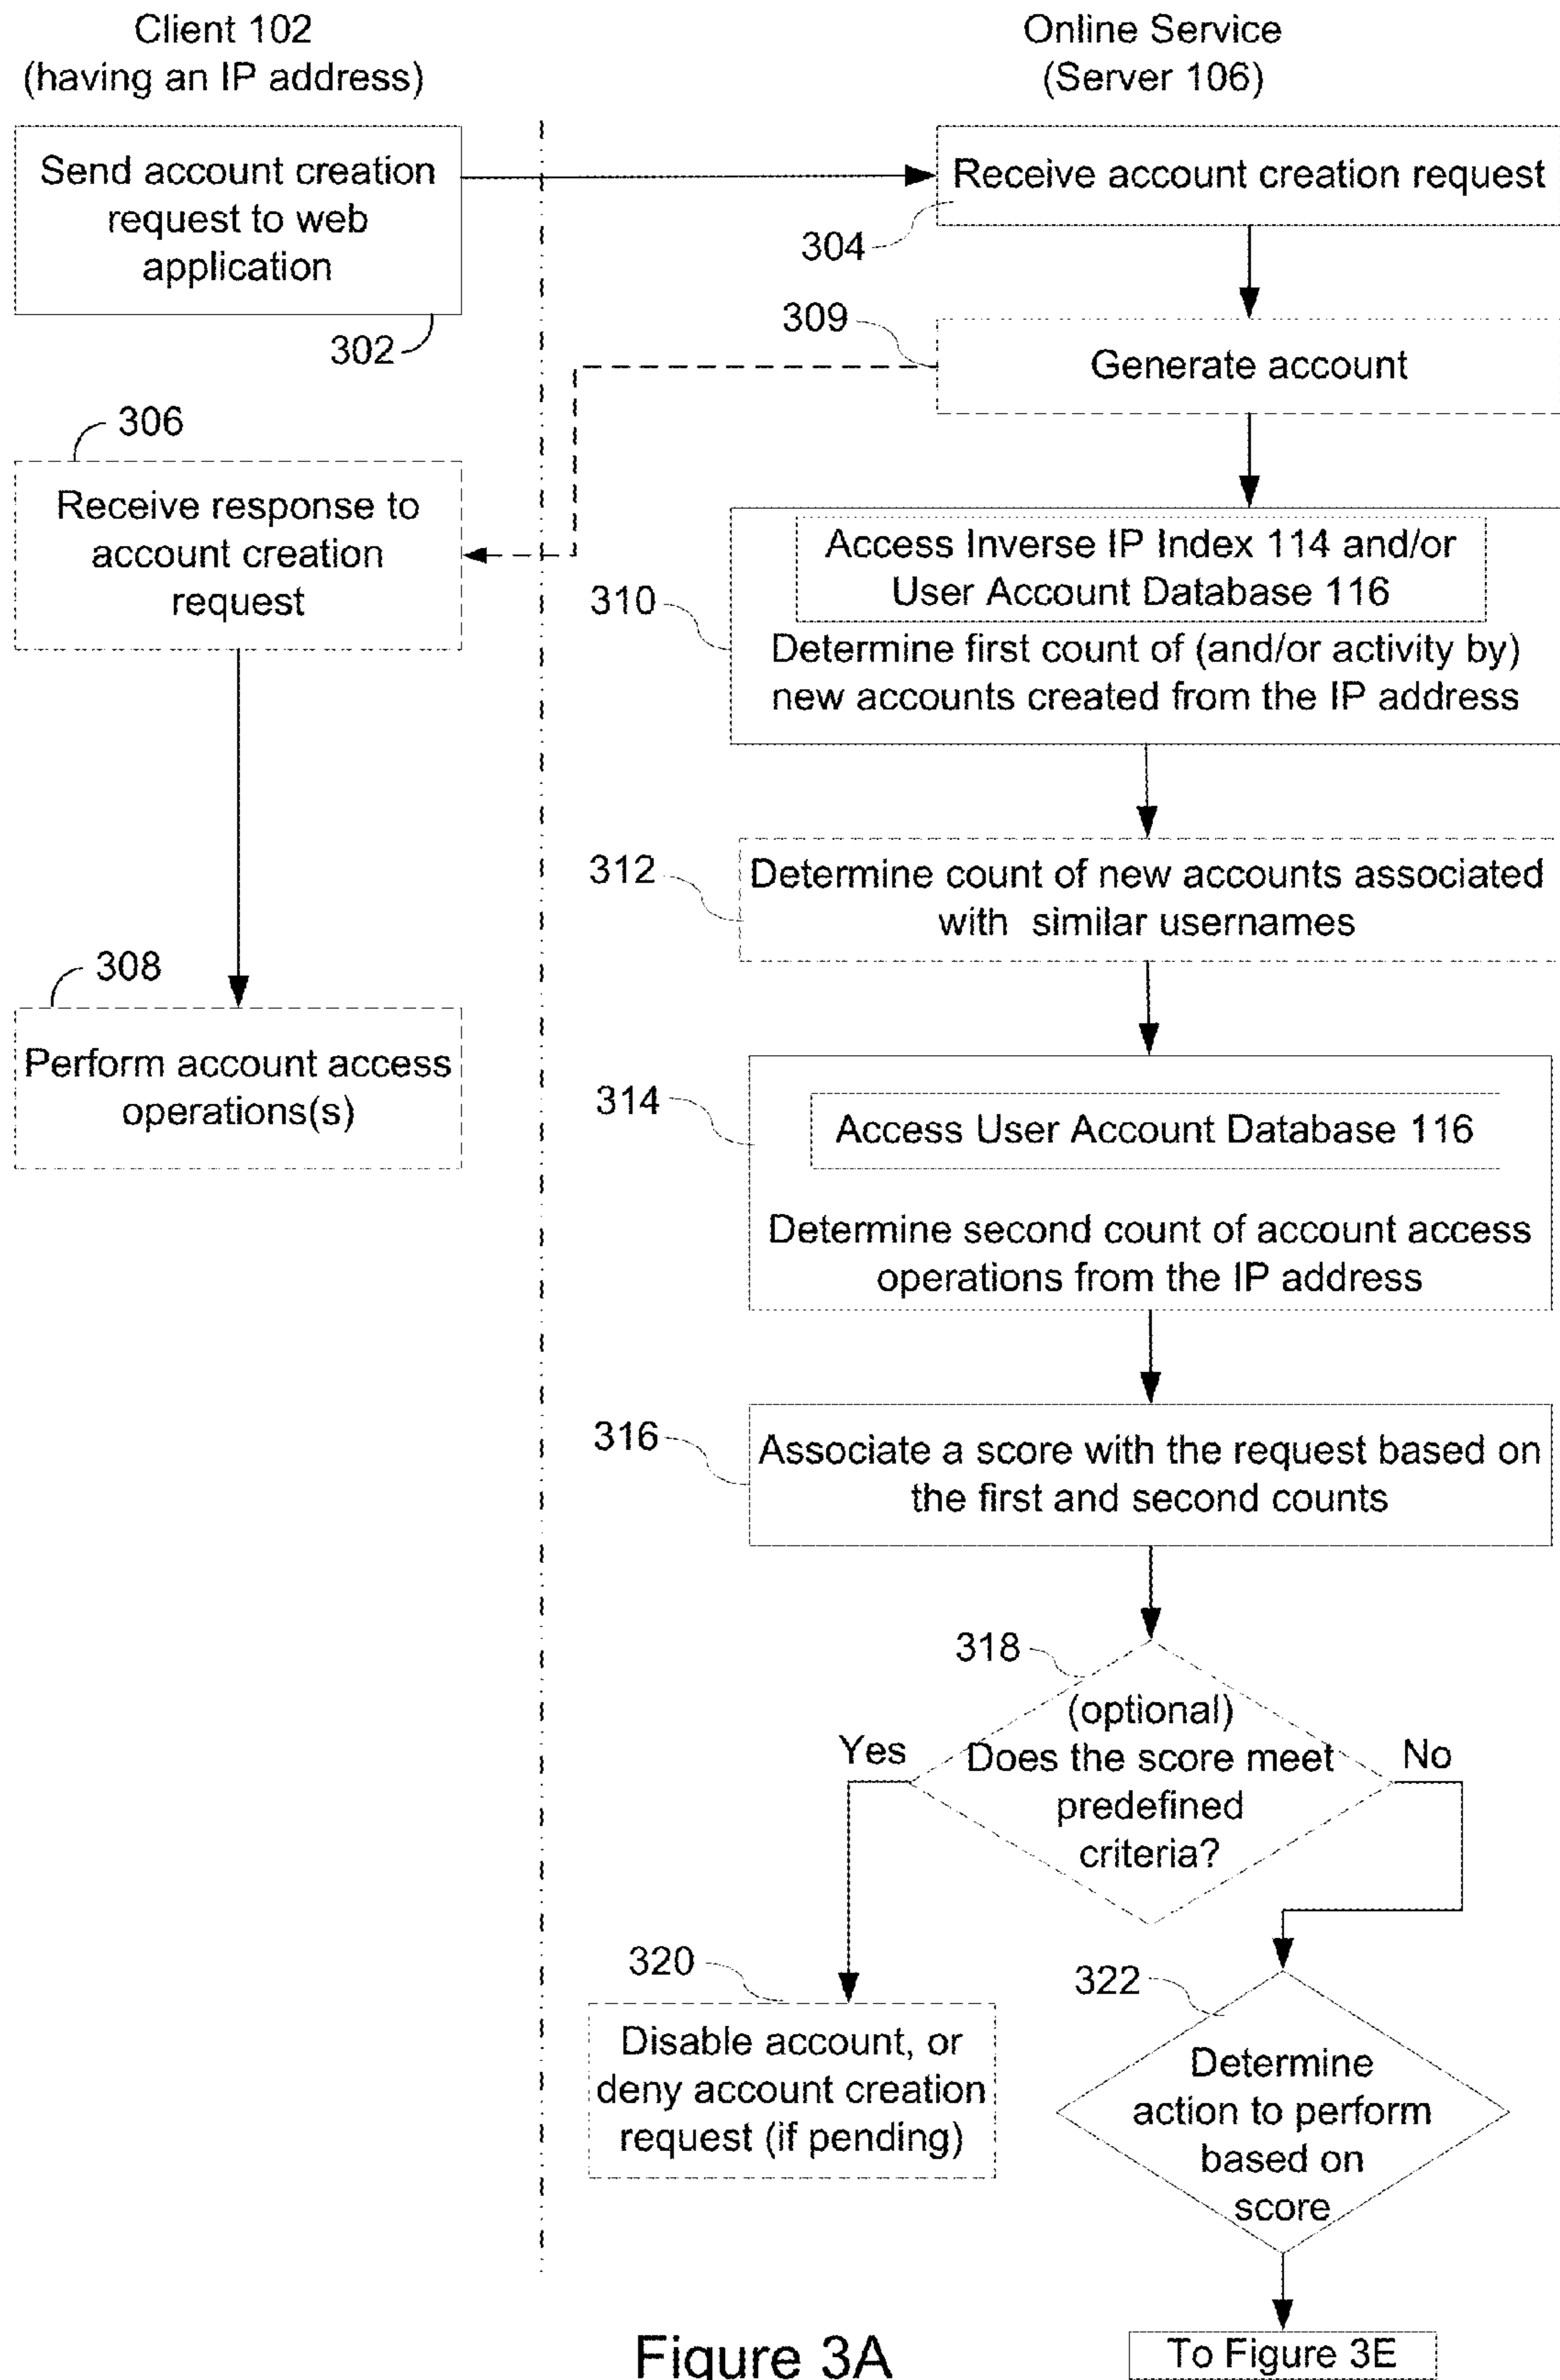 Client 102
(having an IP address)
Online Service
(Server 106)
Send account creation
request to web
application
302
Receive account creation request
304
309
Generate account
306
Receive response to
account creation
request
308
Perform account access
operations(s)
310
Access Inverse IP Index 114 and/or
User Account Database 116
Determine first count of (and/or activity by)
new accounts created from the IP address
312
Determine count of new accounts associated
with similar usernames
314
Access User Account Database 116
Determine second count of account access
operations from the IP address
316
Associate a score with the request based on
the first and second counts
318
(optional)
Does the score meet
predefined
criteria?
Yes
No
320
Disable account, or
deny account creation
request (if pending)
322
Determine
action to perform
based on
score
To Figure 3E
Figure 3A